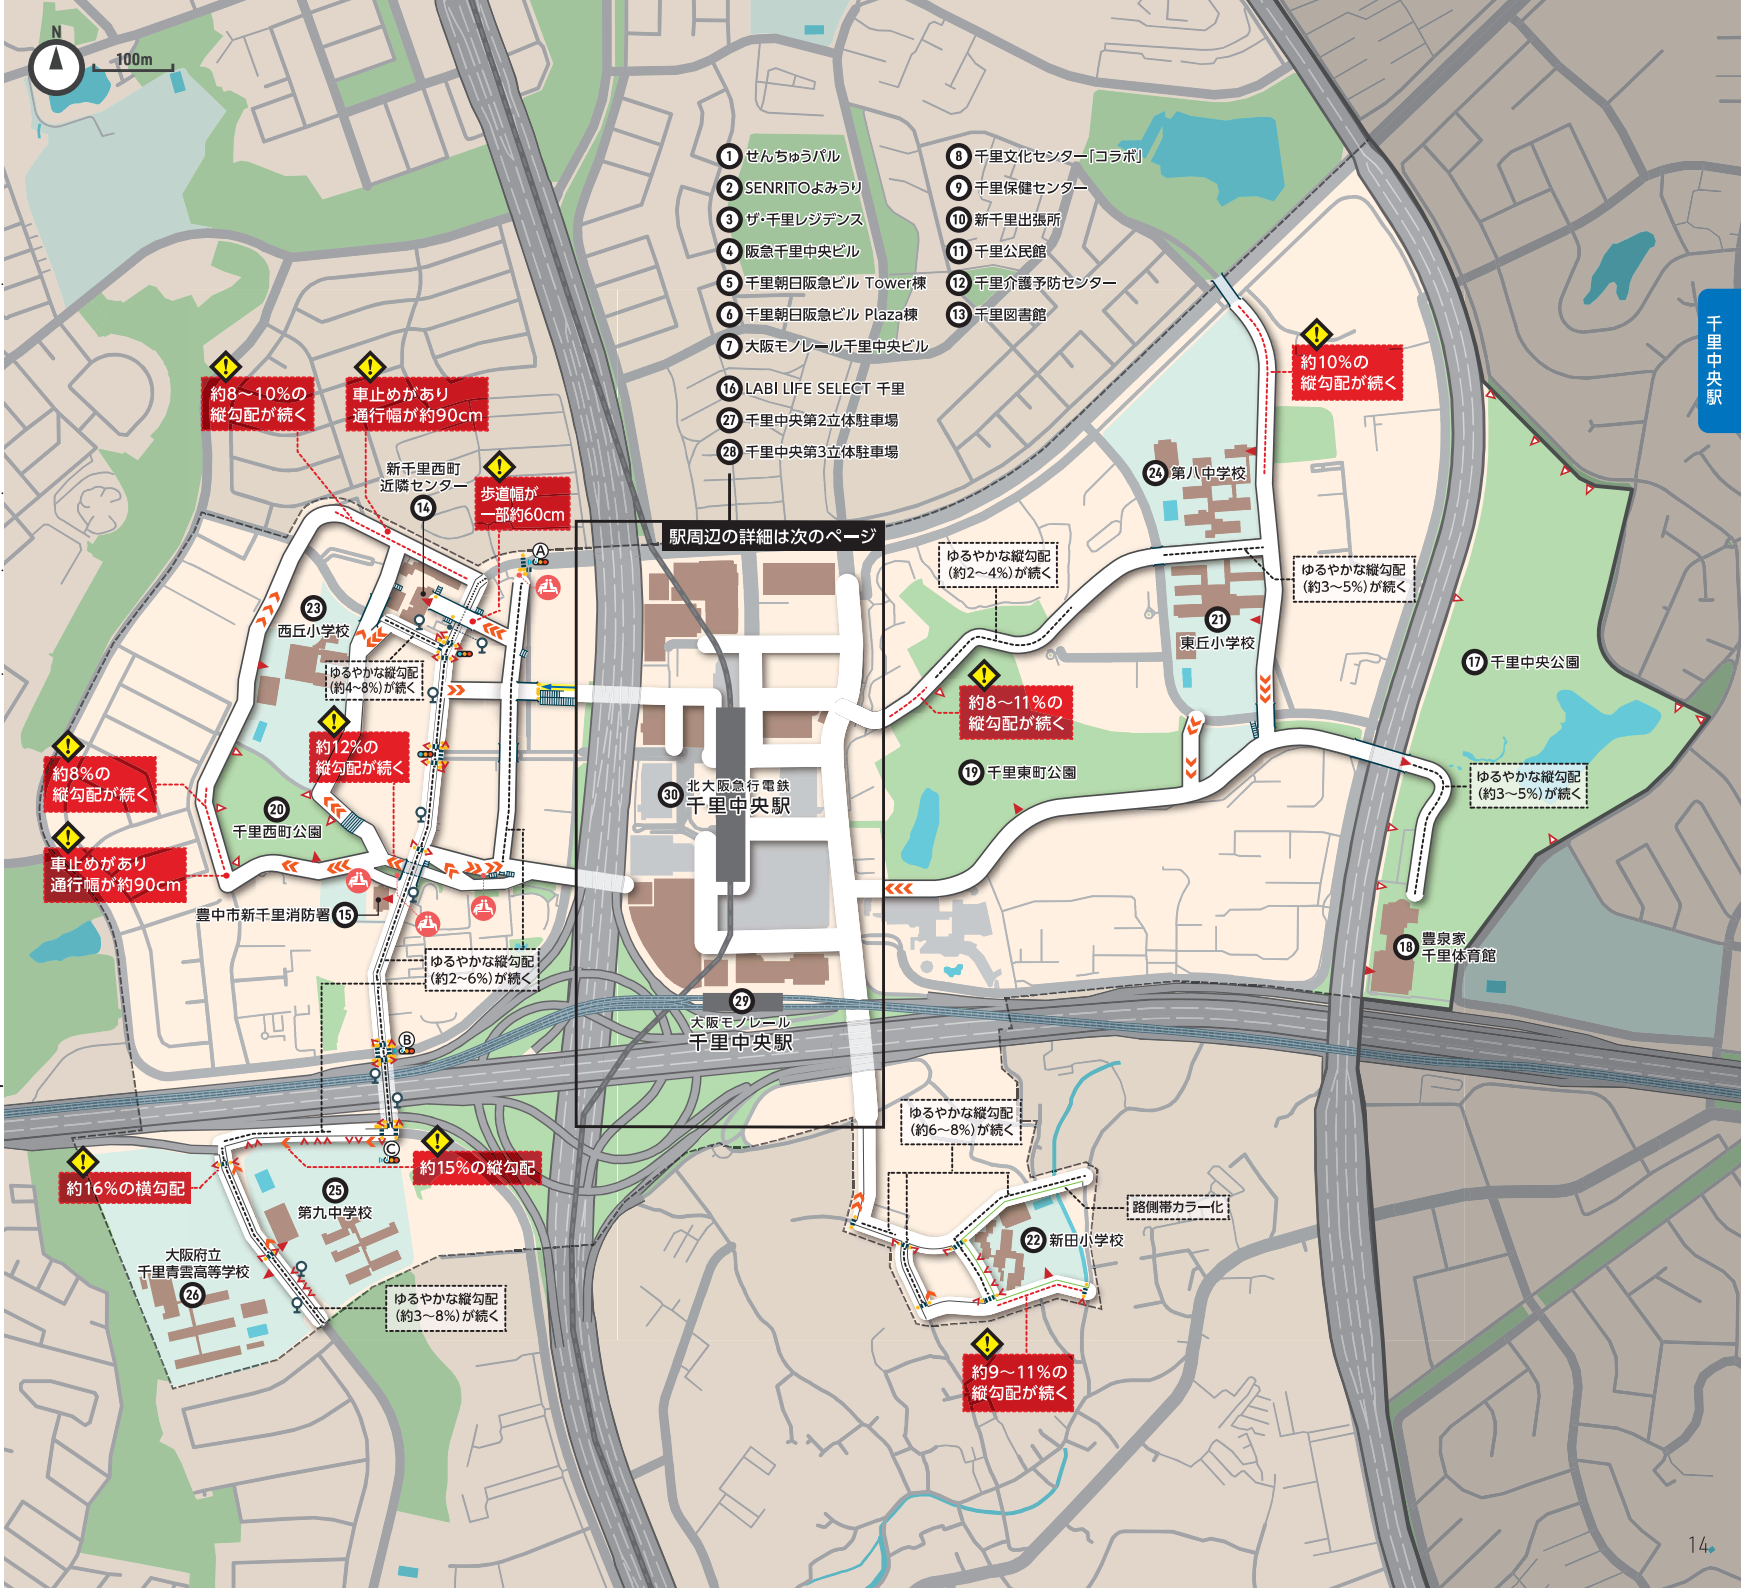 N
100m
1 せんちゅうパル
2 SENRITOよみうり
3 ザ・千里レジデンス
4 阪急千里中央ビル
5 千里朝日阪急ビル Tower棟
6 千里朝日阪急ビル Plaza棟
7 大阪モノレール千里中央ビル
16 LABI LIFE SELECT 千里
27 千里中央第2立体駐車場
28 千里中央第3立体駐車場
8 千里文化センター「コラボ」
9 千里保健センター
10 新千里出張所
11 千里公民館
12 千里介護予防センター
13 千里図書館
千里中央駅
約10%の
縦勾配が続く
約8〜10%の
縦勾配が続く
車止めがあり
通行幅が約90cm
新千里西町
近隣センター
14
歩道幅が
一部約60cm
24 第八中学校
駅周辺の詳細は次のページ
A
ゆるやかな縦勾配
(約2〜4%)が続く
ゆるやかな縦勾配
(約3〜5%)が続く
23
西丘小学校
21
東丘小学校
17 千里中央公園
ゆるやかな縦勾配
(約4〜8%)が続く
約8〜11%の
縦勾配が続く
約12%の
縦勾配が続く
約8%の
縦勾配が続く
19 千里東町公園
ゆるやかな縦勾配
(約3〜5%)が続く
30 北大阪急行電鉄
千里中央駅
20
千里西町公園
車止めがあり
通行幅が約90cm
豊中市新千里消防署 15
18 豊泉家
千里体育館
ゆるやかな縦勾配
(約2〜6%)が続く
29
大阪モノレール
千里中央駅
B
ゆるやかな縦勾配
(約6〜8%)が続く
C
約15%の縦勾配
約16%の横勾配
25
第九中学校
路側帯カラー化
22 新田小学校
大阪府立
千里青雲高等学校
26
ゆるやかな縦勾配
(約3〜8%)が続く
約9〜11%の
縦勾配が続く
14